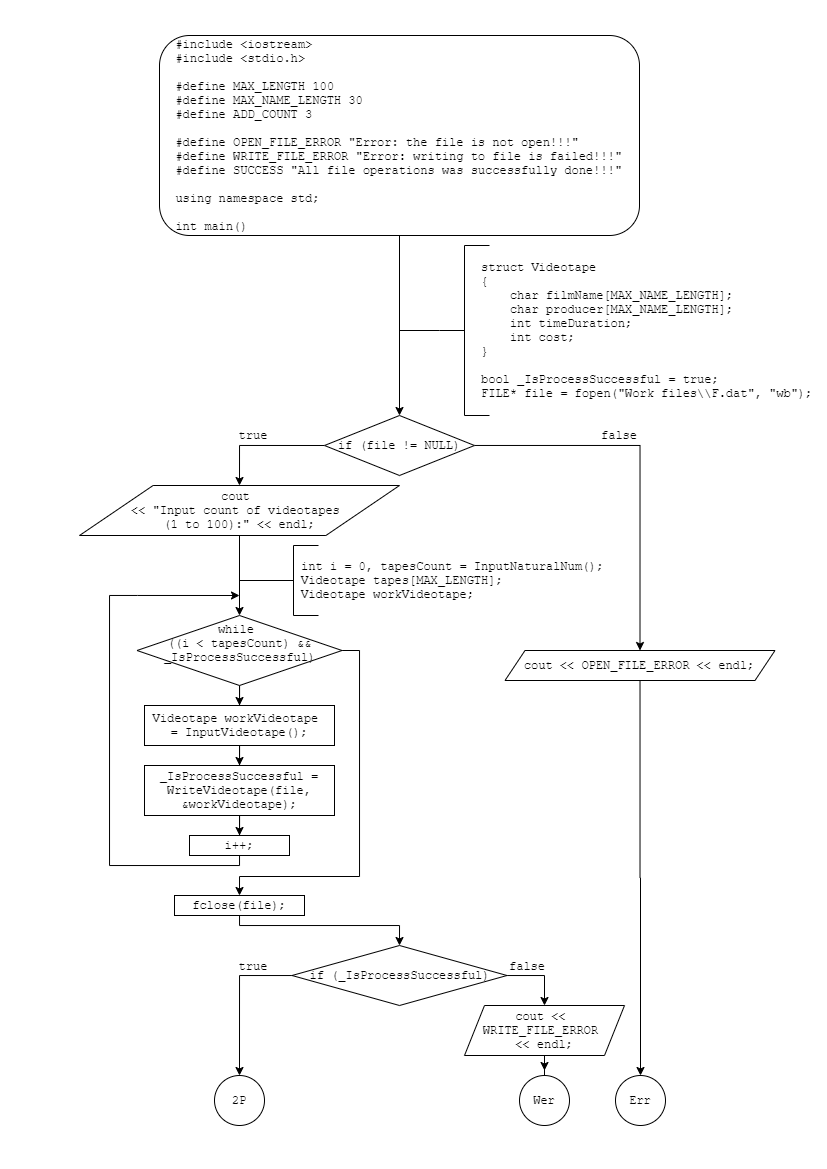 #include <iostream>
#include <stdio.h>
#define MAX_LENGTH 100
#define MAX_NAME_LENGTH 30
#define ADD_COUNT 3
#define OPEN_FILE_ERROR "Error: the file is not open!!!"
#define WRITE_FILE_ERROR "Error: writing to file is failed!!!"
#define SUCCESS "All file operations was successfully done!!!"
using namespace std;
int main()
struct Videotape
{
char filmName[MAX_NAME_LENGTH];
char producer[MAX_NAME_LENGTH];
int timeDuration;
int cost;
}
bool _IsProcessSuccessful = true;
FILE* file = fopen("Work files\\F.dat", "wb");
true
if (file != NULL)
false
cout
<< "Input count of videotapes
(1 to 100):" << endl;
int i = 0, tapesCount = InputNaturalNum();
Videotape tapes[MAX_LENGTH];
Videotape workVideotape;
while
((i < tapesCount) &&
_IsProcessSuccessful)
cout << OPEN_FILE_ERROR << endl;
Videotape workVideotape
= InputVideotape();
_IsProcessSuccessful =
WriteVideotape(file,
&workVideotape);
i++;
fclose(file);
true
if (_IsProcessSuccessful)
false
cout <<
WRITE_FILE_ERROR
<< endl;
2P
Wer
Err